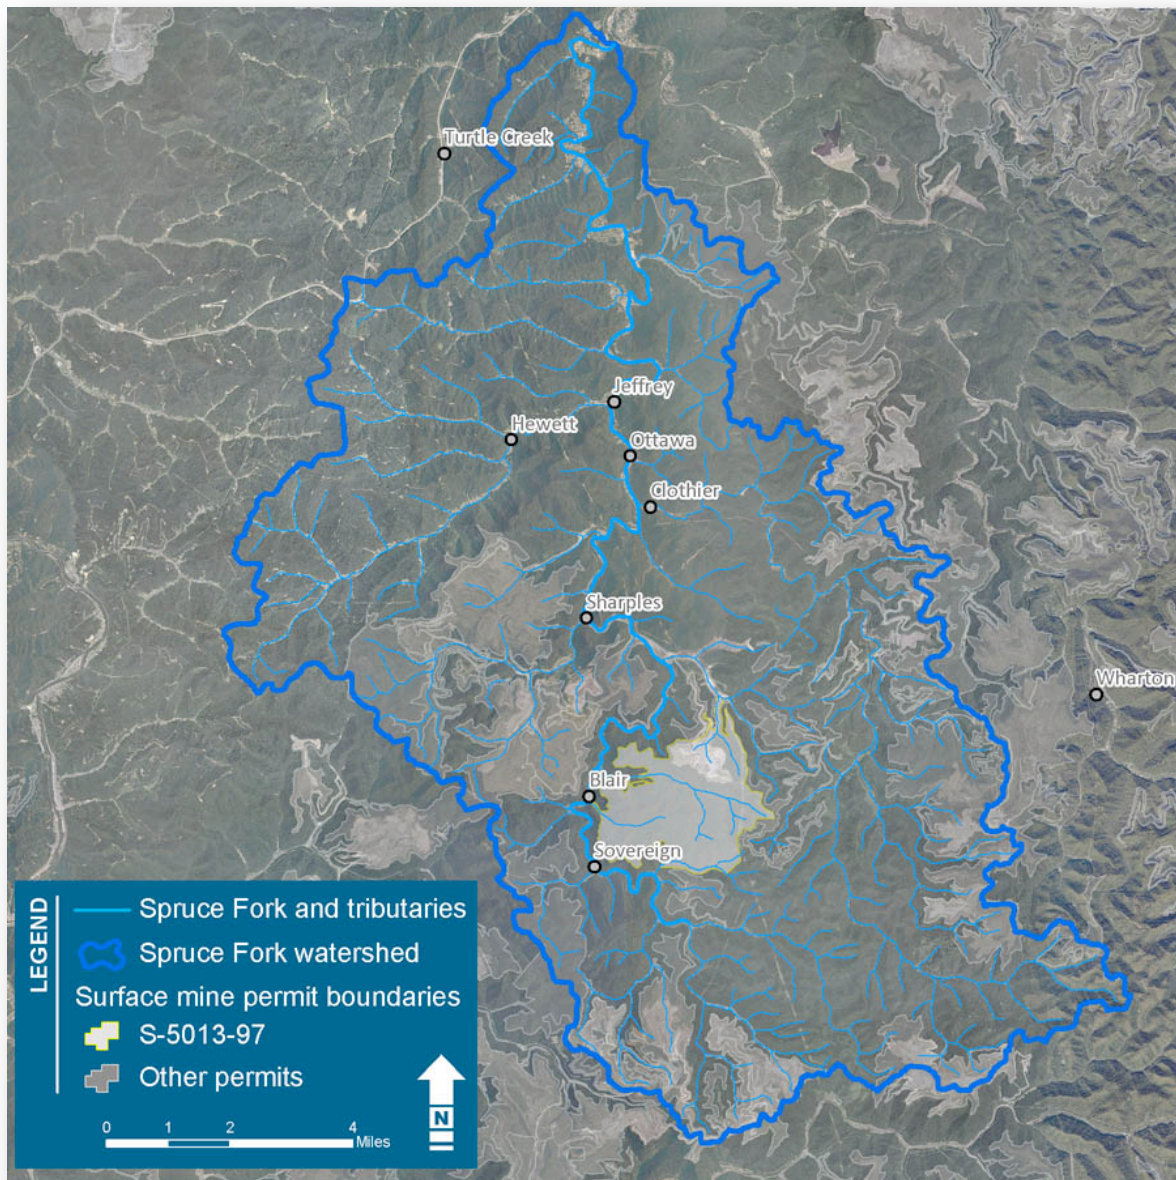 Turtle Creek
Jeffrey
Hewett
Ottawa
Clothier
Sharples
Wharton
Blair
Sovereign
LEGEND
Spruce Fork and tributaries
Spruce Fork watershed
Surface mine permit boundaries
S-5013-97
Other permits
N
0 1 2 4
Miles